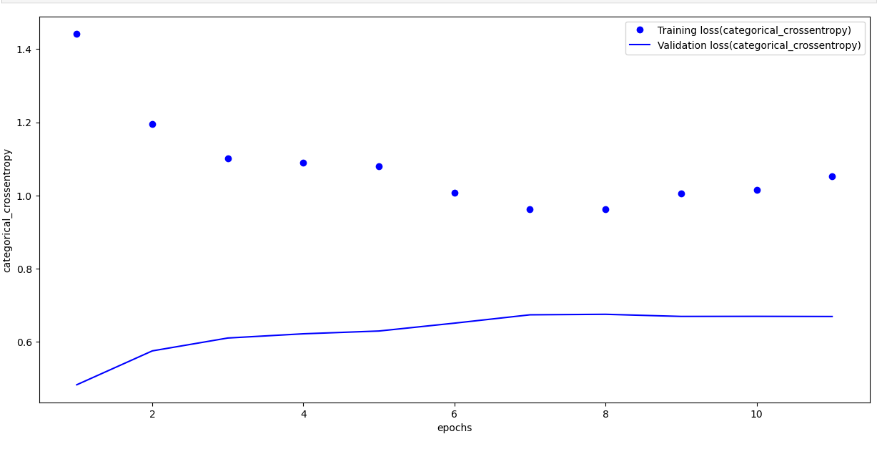 Training loss(categorical_crossentropy)
Validation loss(categorical_crossentropy)
1.4
1.2
1.0
0.8
0.6
categorical_crossentropy
2 4 6 8 10
epochs